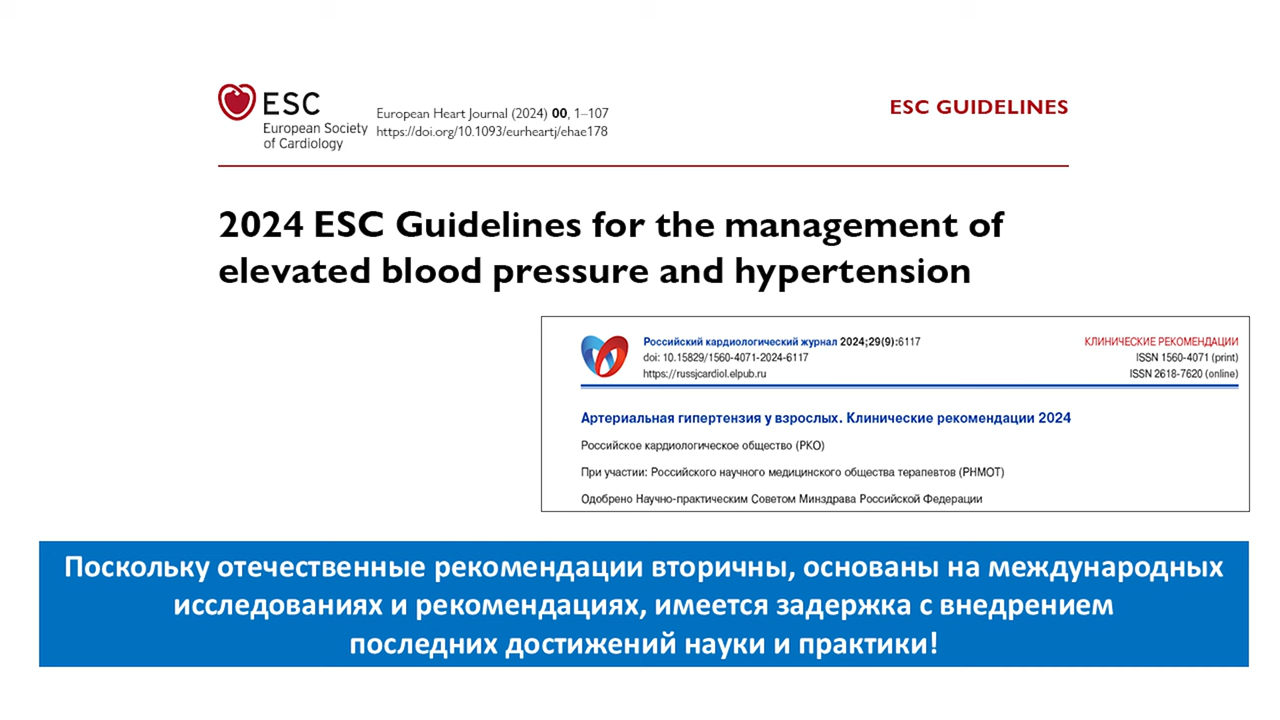 ESC
European Society
of Cardiology
European Heart Journal (2024) 00, 1–107
https://doi.org/10.1093/eurheartj/ehae178
ESC GUIDELINES
2024 ESC Guidelines for the management of
elevated blood pressure and hypertension
Российский кардиологический журнал 2024;29(9):6117
doi: 10.15829/1560-4071-2024-6117
https://russjcardiol.elpub.ru
КЛИНИЧЕСКИЕ РЕКОМЕНДАЦИИ
ISSN 1560-4071 (print)
ISSN 2618-7620 (online)
Артериальная гипертензия у взрослых. Клинические рекомендации 2024
Российское кардиологическое общество (РКО)
При участии: Российского научного медицинского общества терапевтов (РНМОТ)
Одобрено Научно-практическим Советом Минздрава Российской Федерации
Поскольку отечественные рекомендации вторичны, основаны на международных
исследованиях и рекомендациях, имеется задержка с внедрением
последних достижений науки и практики!